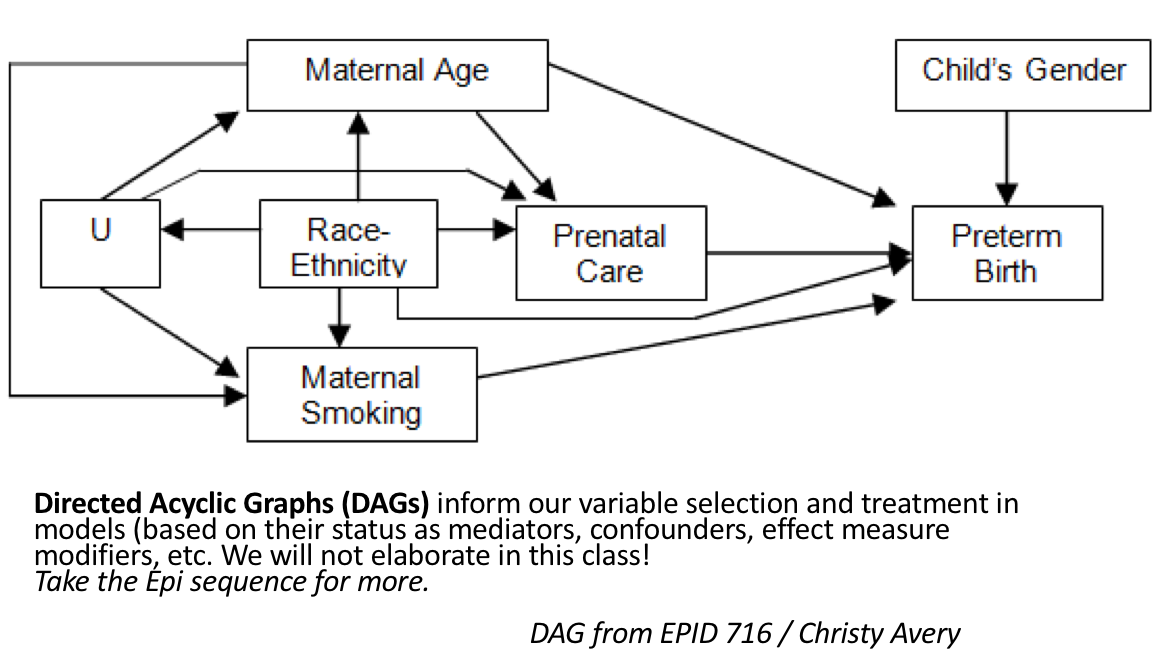 Maternal Age
Child's Gender
U
Race-
Ethnicity
Prenatal
Care
Preterm
Birth
Maternal
Smoking
Directed Acyclic Graphs (DAGs) inform our variable selection and treatment in
models (based on their status as mediators, confounders, effect measure
modifiers, etc. We will not elaborate in this class!
Take the Epi sequence for more.
DAG from EPID 716 / Christy Avery